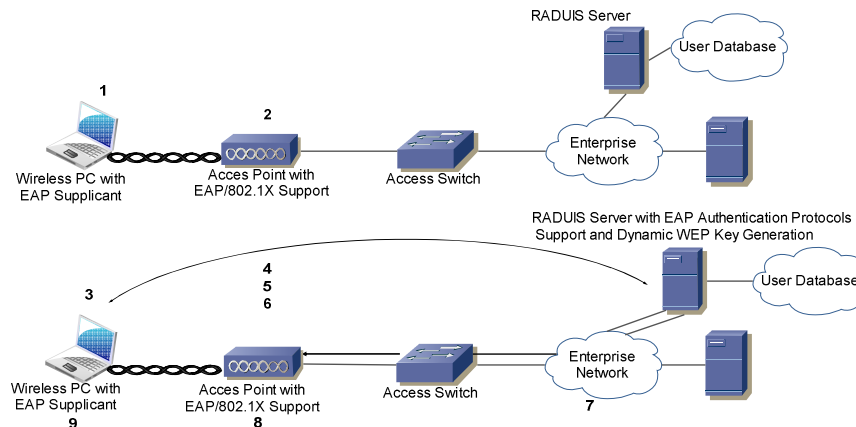 RADUIS Server
User Database
1
2
Wireless PC with
EAP Supplicant
Acces Point with
EAP/802.1X Support
Access Switch
Enterprise
Network
RADUIS Server with EAP Authentication Protocols
Support and Dynamic WEP Key Generation
User Database
3
4
5
6
Wireless PC with
EAP Supplicant
9
Acces Point with
EAP/802.1X Support
8
Access Switch
Enterprise
Network
7